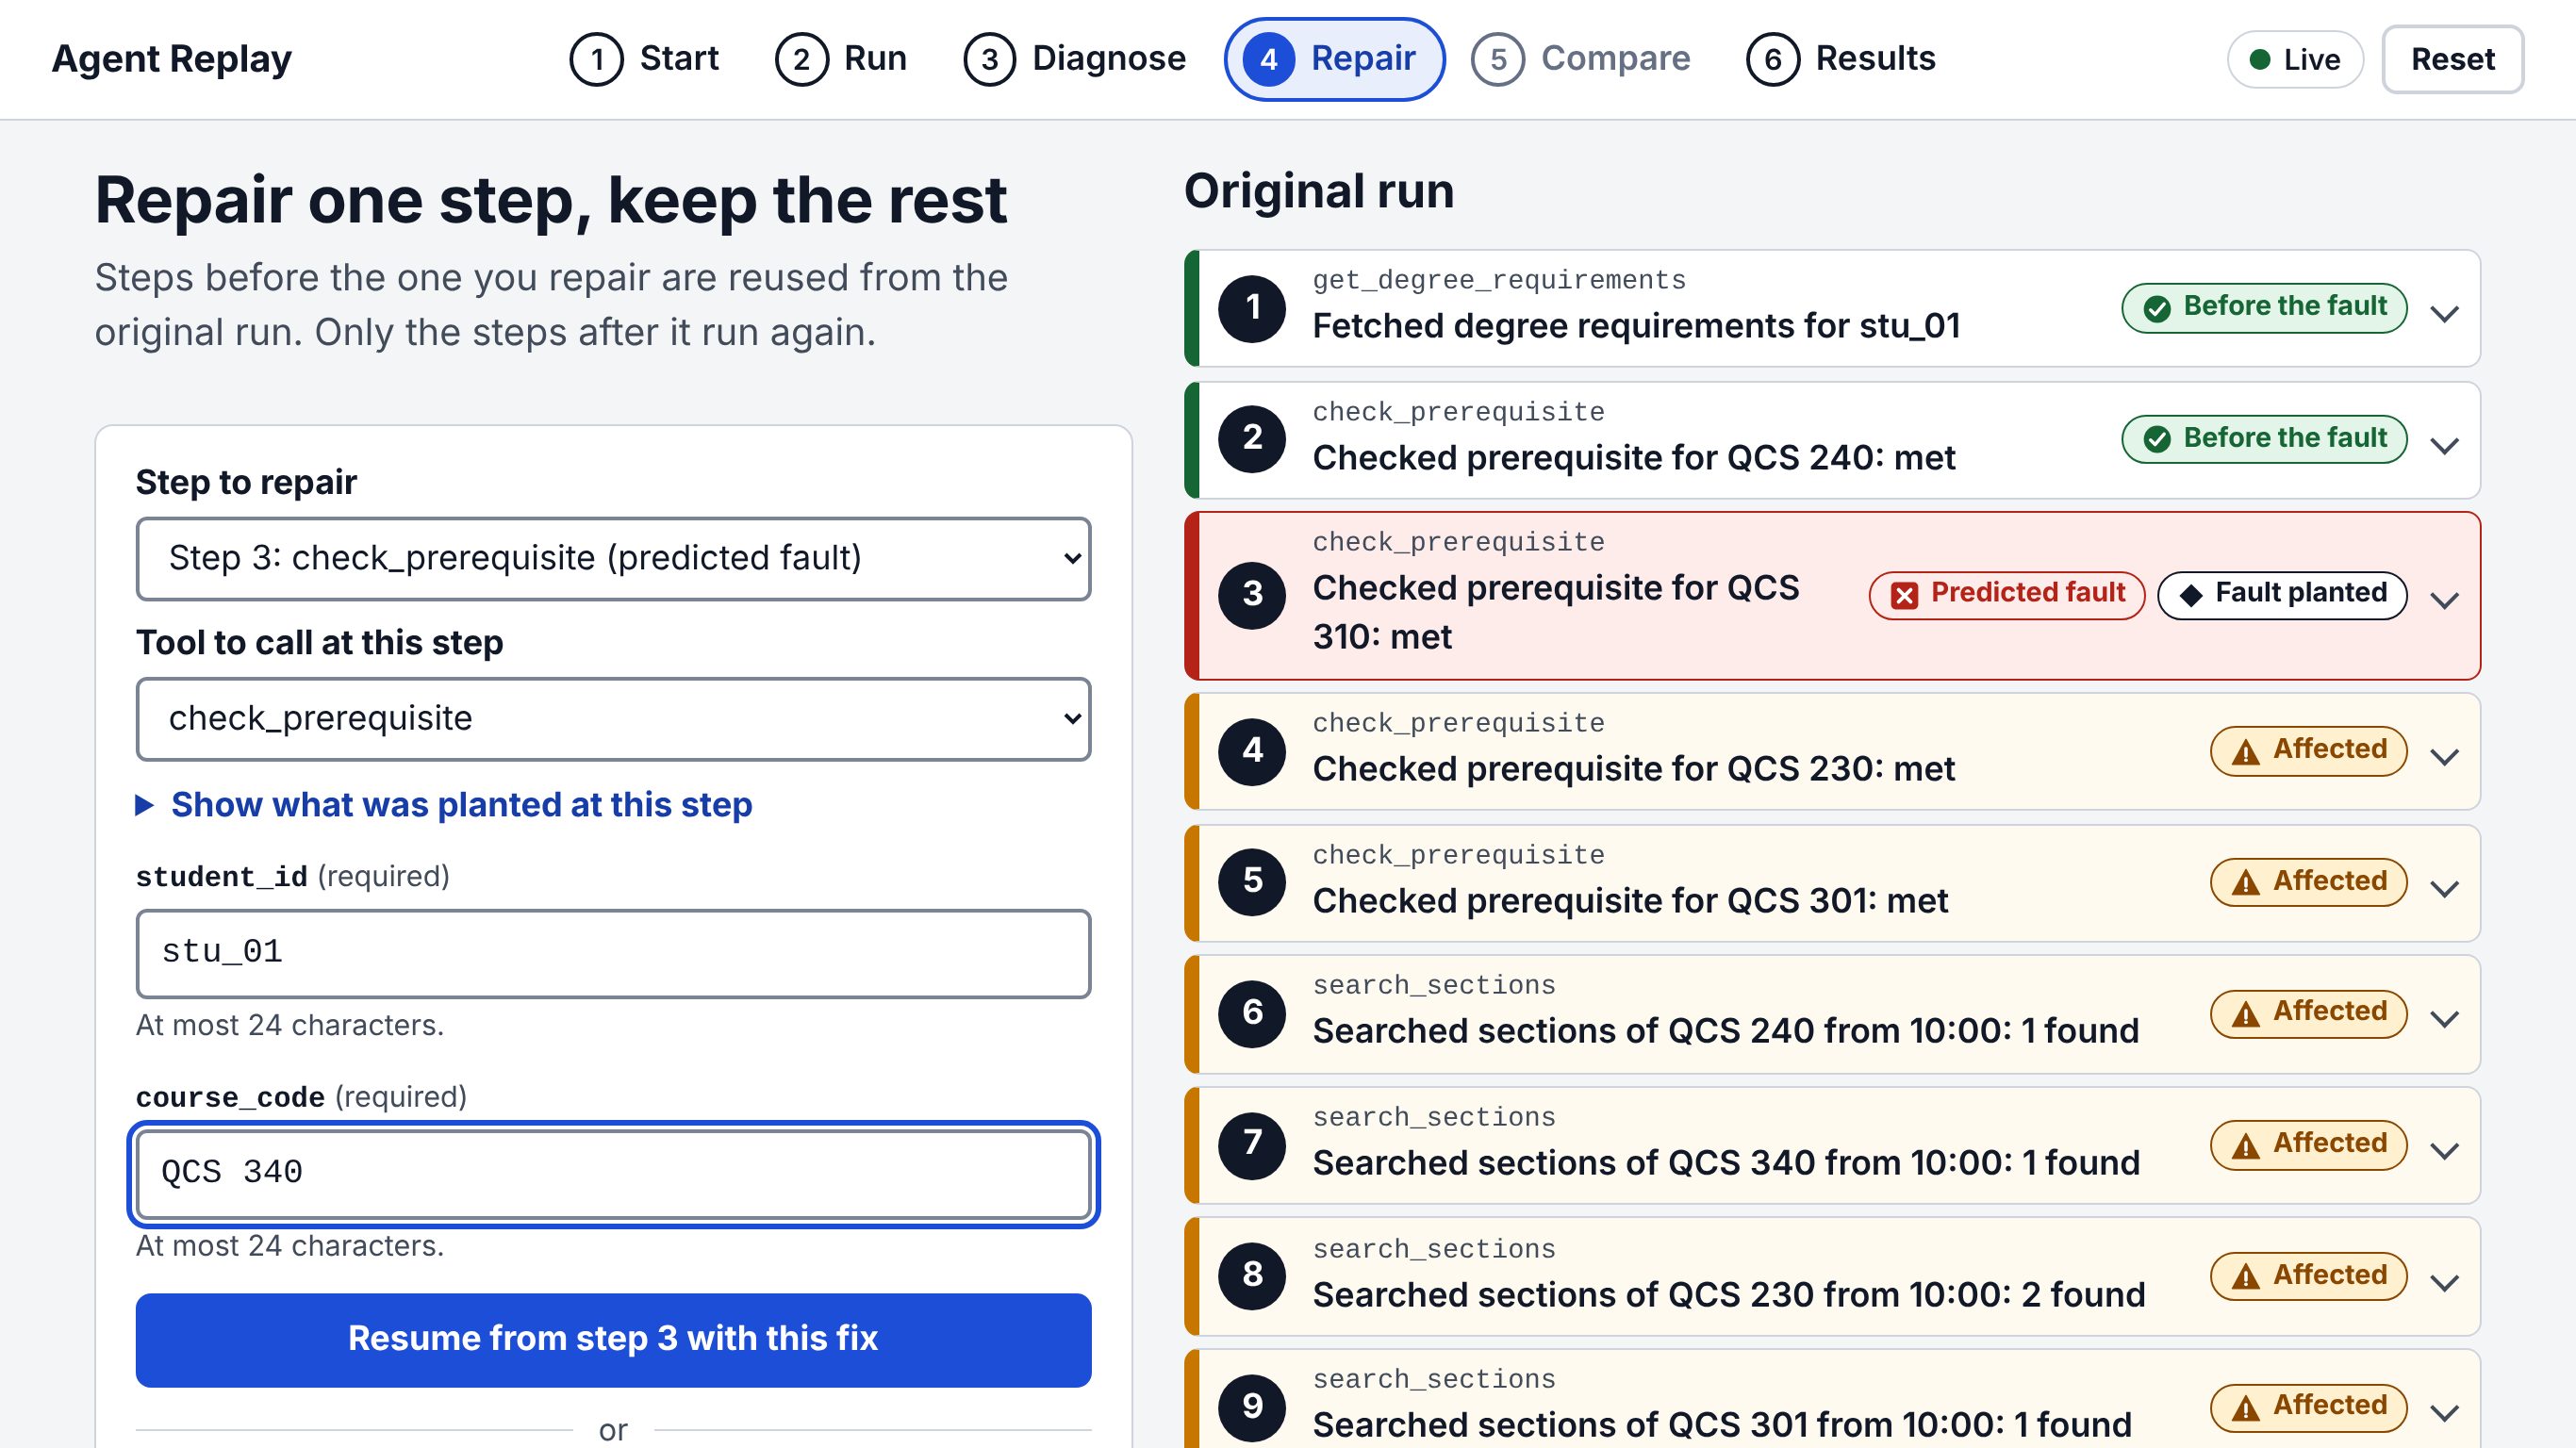 Agent Replay
1 Start
2 Run
3 Diagnose
4 Repair
5 Compare
6 Results
Live
Reset
Repair one step, keep the rest
Steps before the one you repair are reused from the
original run. Only the steps after it run again.
Step to repair
Step 3: check_prerequisite (predicted fault)
Tool to call at this step
check_prerequisite
Show what was planted at this step
student_id (required)
stu_01
At most 24 characters.
course_code (required)
QCS 340
At most 24 characters.
Resume from step 3 with this fix
or
Original run
1
get_degree_requirements
Fetched degree requirements for stu_01
Before the fault
2
check_prerequisite
Checked prerequisite for QCS 240: met
Before the fault
3
check_prerequisite
Checked prerequisite for QCS
310: met
Predicted fault
Fault planted
4
check_prerequisite
Checked prerequisite for QCS 230: met
Affected
5
check_prerequisite
Checked prerequisite for QCS 301: met
Affected
6
search_sections
Searched sections of QCS 240 from 10:00: 1 found
Affected
7
search_sections
Searched sections of QCS 340 from 10:00: 1 found
Affected
8
search_sections
Searched sections of QCS 230 from 10:00: 2 found
Affected
9
search_sections
Searched sections of QCS 301 from 10:00: 1 found
Affected